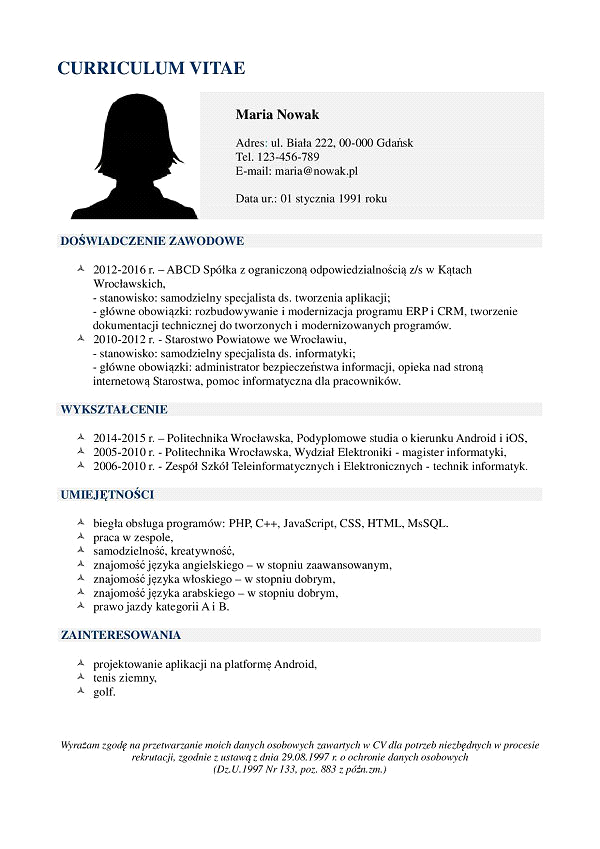 CURRICULUM VITAE
Maria Nowak
Adres: ul. Biała 222, 00-000 Gdańsk
Tel. 123-456-789
E-mail: maria@nowak.pl
Data ur.: 01 stycznia 1991 roku
DOŚWIADCZENIE ZAWODOWE
2012-2016 r. – ABCD Spółka z ograniczoną odpowiedzialnością z/s w Kątach
Wrocławskich,
- stanowisko: samodzielny specjalista ds. tworzenia aplikacji;
- główne obowiązki: rozbudowywanie i modernizacja programu ERP i CRM, tworzenie
dokumentacji technicznej do tworzonych i modernizowanych programów.
2010-2012 r. - Starostwo Powiatowe we Wrocławiu,
- stanowisko: samodzielny specjalista ds. informatyki;
- główne obowiązki: administrator bezpieczeństwa informacji, opieka nad stroną
internetową Starostwa, pomoc informatyczna dla pracowników.
WYKSZTAŁCENIE
2014-2015 r. – Politechnika Wrocławska, Podyplomowe studia o kierunku Android i iOS,
2005-2010 r. - Politechnika Wrocławska, Wydział Elektroniki - magister informatyki,
2006-2010 r. - Zespół Szkół Teleinformatycznych i Elektronicznych - technik informatyk.
UMIEJĘTNOŚCI
biegła obsługa programów: PHP, C++, JavaScript, CSS, HTML, MsSQL.
praca w zespole,
samodzielność, kreatywność,
znajomość języka angielskiego – w stopniu zaawansowanym,
znajomość języka włoskiego – w stopniu dobrym,
znajomość języka arabskiego – w stopniu dobrym,
prawo jazdy kategorii A i B.
ZAINTERESOWANIA
projektowanie aplikacji na platformę Android,
tenis ziemny,
golf.
Wyrażam zgodę na przetwarzanie moich danych osobowych zawartych w CV dla potrzeb niezbędnych w procesie
rekrutacji, zgodnie z ustawą z dnia 29.08.1997 r. o ochronie danych osobowych
(Dz.U.1997 Nr 133, poz. 883 z późn.zm.)